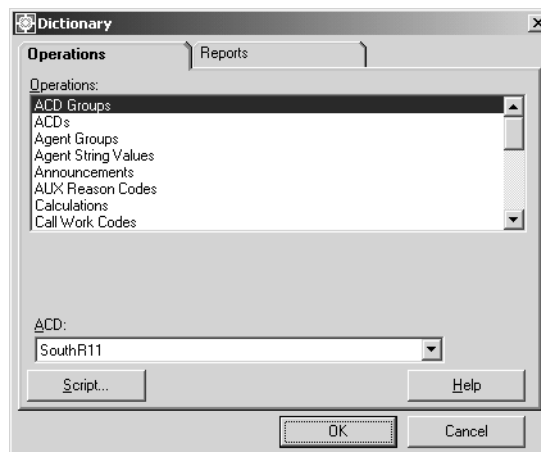 Dictionary
Operations
Reports
Operations:
ACD Groups
ACDs
Agent Groups
Agent String Values
Announcements
AUX Reason Codes
Calculations
Call Work Codes
ACD:
SouthR11
Script...
Help
OK
Cancel